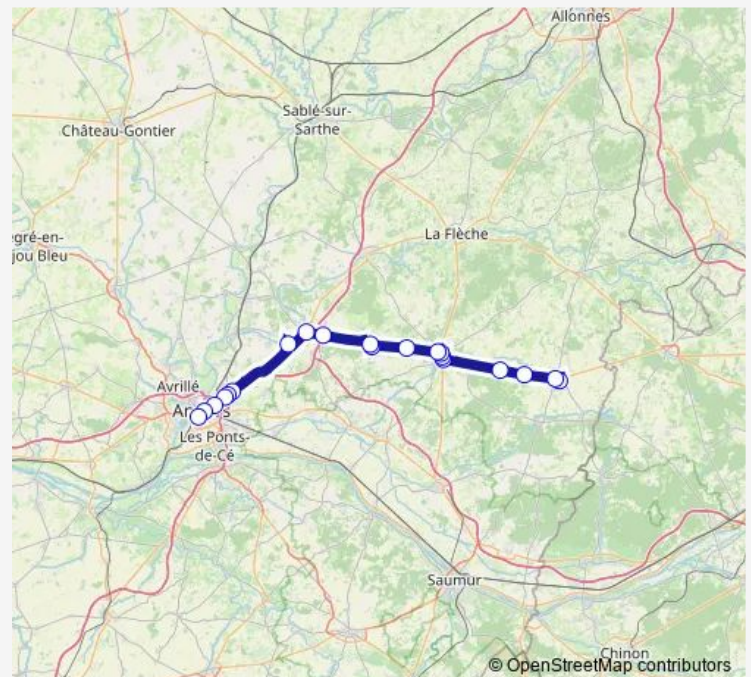 Allonnes
Sablé-sur-
Sarthe
Château-Gontier
gré-en-
jou Bleu
La Flèche
Avrillé
Les Ponts-
de-Cé
Saumur
Chinon
© OpenStreetMap contributors